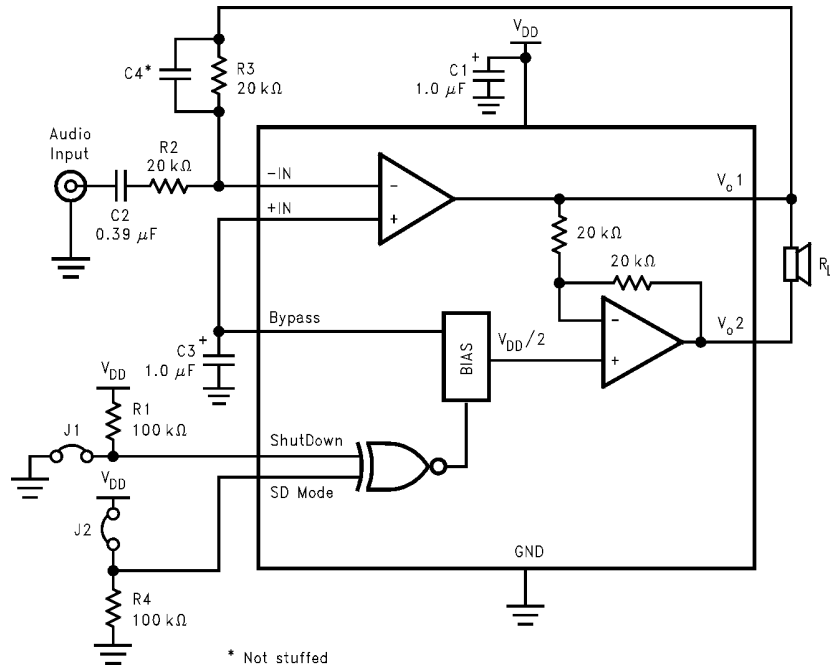 V_DD
C1
+
1.0 μF
C4*
R3
20 kΩ
Audio
Input
R2
20 kΩ
C2
0.39 μF
-IN
-
+IN
+
V_o1
20 kΩ
20 kΩ
R_L
V_o2
-
+
Bypass
BIAS
V_DD/2
C3
+
1.0 μF
V_DD
R1
100 kΩ
J1
ShutDown
SD Mode
V_DD
J2
R4
100 kΩ
GND
* Not stuffed